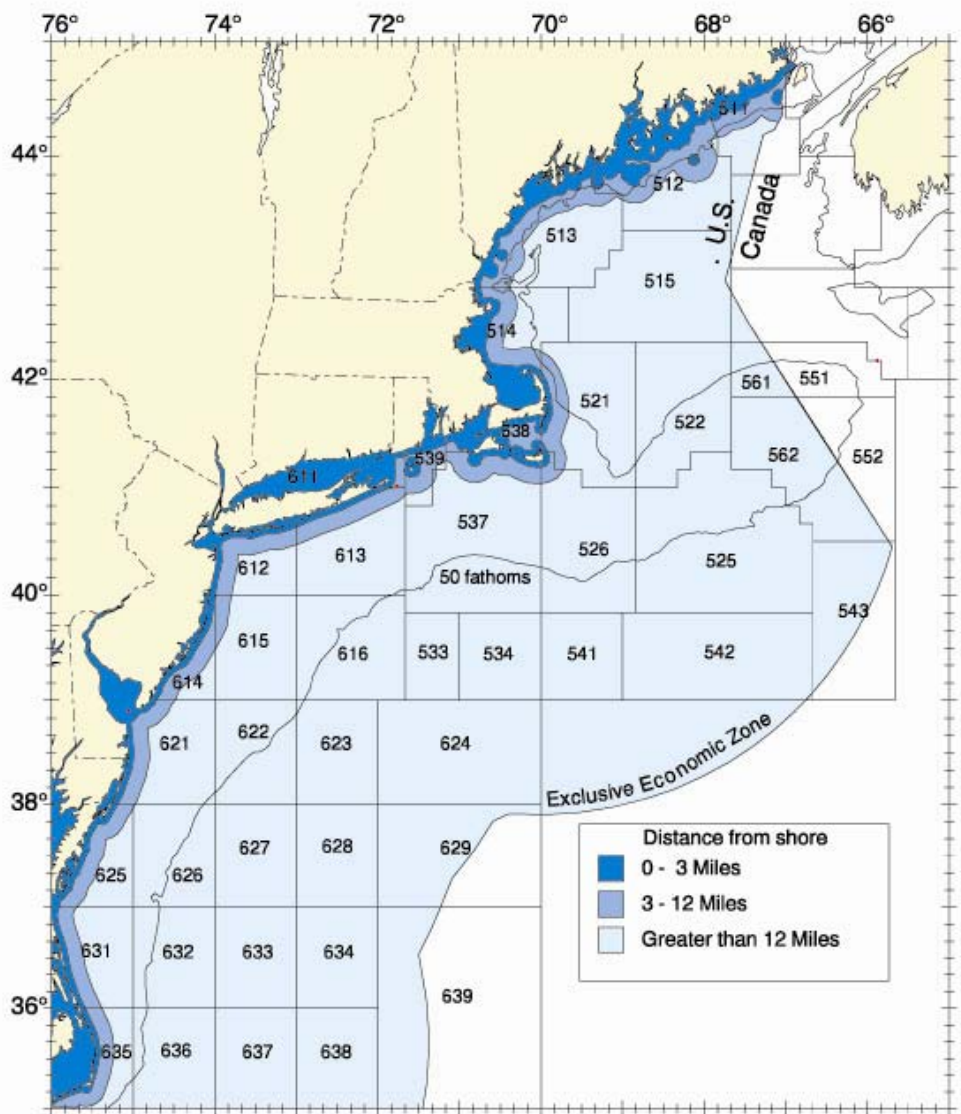 76° 74° 72° 70° 68° 66°
511
44°
512
U.S.
Canada
513
515
514
42°
561 551
521
522
538
539
562 552
611
537
613
526
612
525
50 fathoms
40°
543
615
616 533 534 541 542
614
622
621 623 624
Exclusive Economic Zone
38°
627 628 629
625 626
Distance from shore
0 - 3 Miles
3 - 12 Miles
Greater than 12 Miles
631 632 633 634
639
36°
635 636 637 638